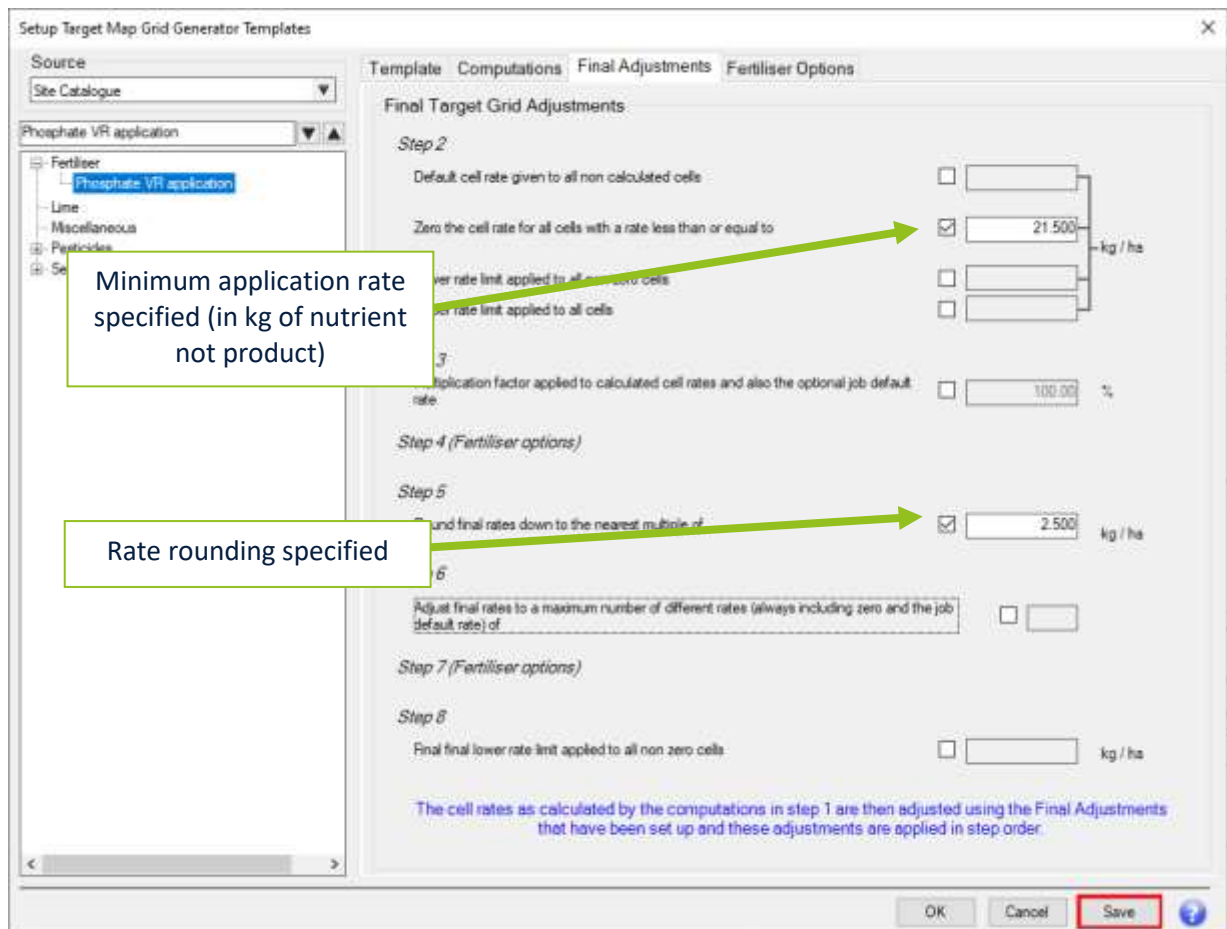 Setup Target Map Grid Generator Templates
Source
Site Catalogue
Phosphate VR application
Fertiliser
Phosphate VR application
Lime
Miscellaneous
Pesticides
Se
Template Computations Final Adjustments Fertiliser Options
Final Target Grid Adjustments
Step 2
Default cell rate given to all non calculated cells
Zero the cell rate for all cells with a rate less than or equal to 21.500
kg / ha
Minimum application rate
specified (in kg of nutrient
not product)
wer rate limit applied to all non zero cells
er rate limit applied to all cells
3
ltiplication factor applied to calculated cell rates and also the optional job default
rate
100.00 %
Step 4 (Fertiliser options)
Step 5
ound final rates down to the nearest multiple of 2.500 kg / ha
Rate rounding specified
6
Adjust final rates to a maximum number of different rates (always including zero and the job
default rate) of
Step 7 (Fertiliser options)
Step 8
Final final lower rate limit applied to all non zero cells kg / ha
The cell rates as calculated by the computations in step 1 are then adjusted using the Final Adjustments
that have been set up and these adjustments are applied in step order.
OK Cancel Save ?